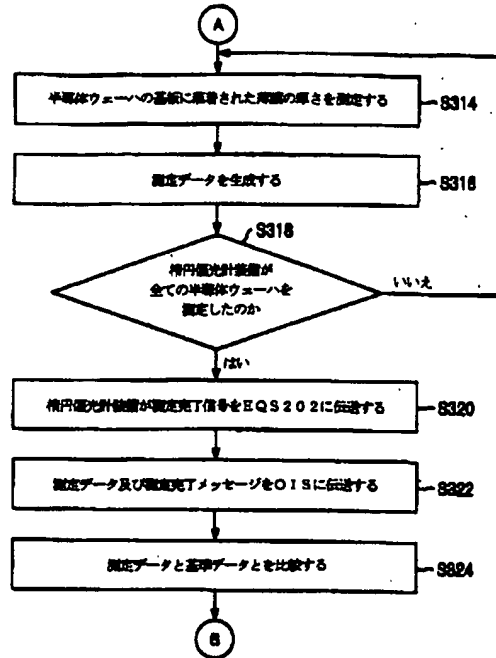 A
半導体ウェーハの基板に蒸着された薄膜の厚さを測定する
S314
測定データを生成する
S316
S318
楕円偏光計装備が
全ての半導体ウェーハを
測定したのか
いいえ
はい
楕円偏光計装備が測定完了信号をEQS202に伝送する
S320
測定データ及び測定完了メッセージをOISに伝送する
S322
測定データと基準データとを比較する
S324
B